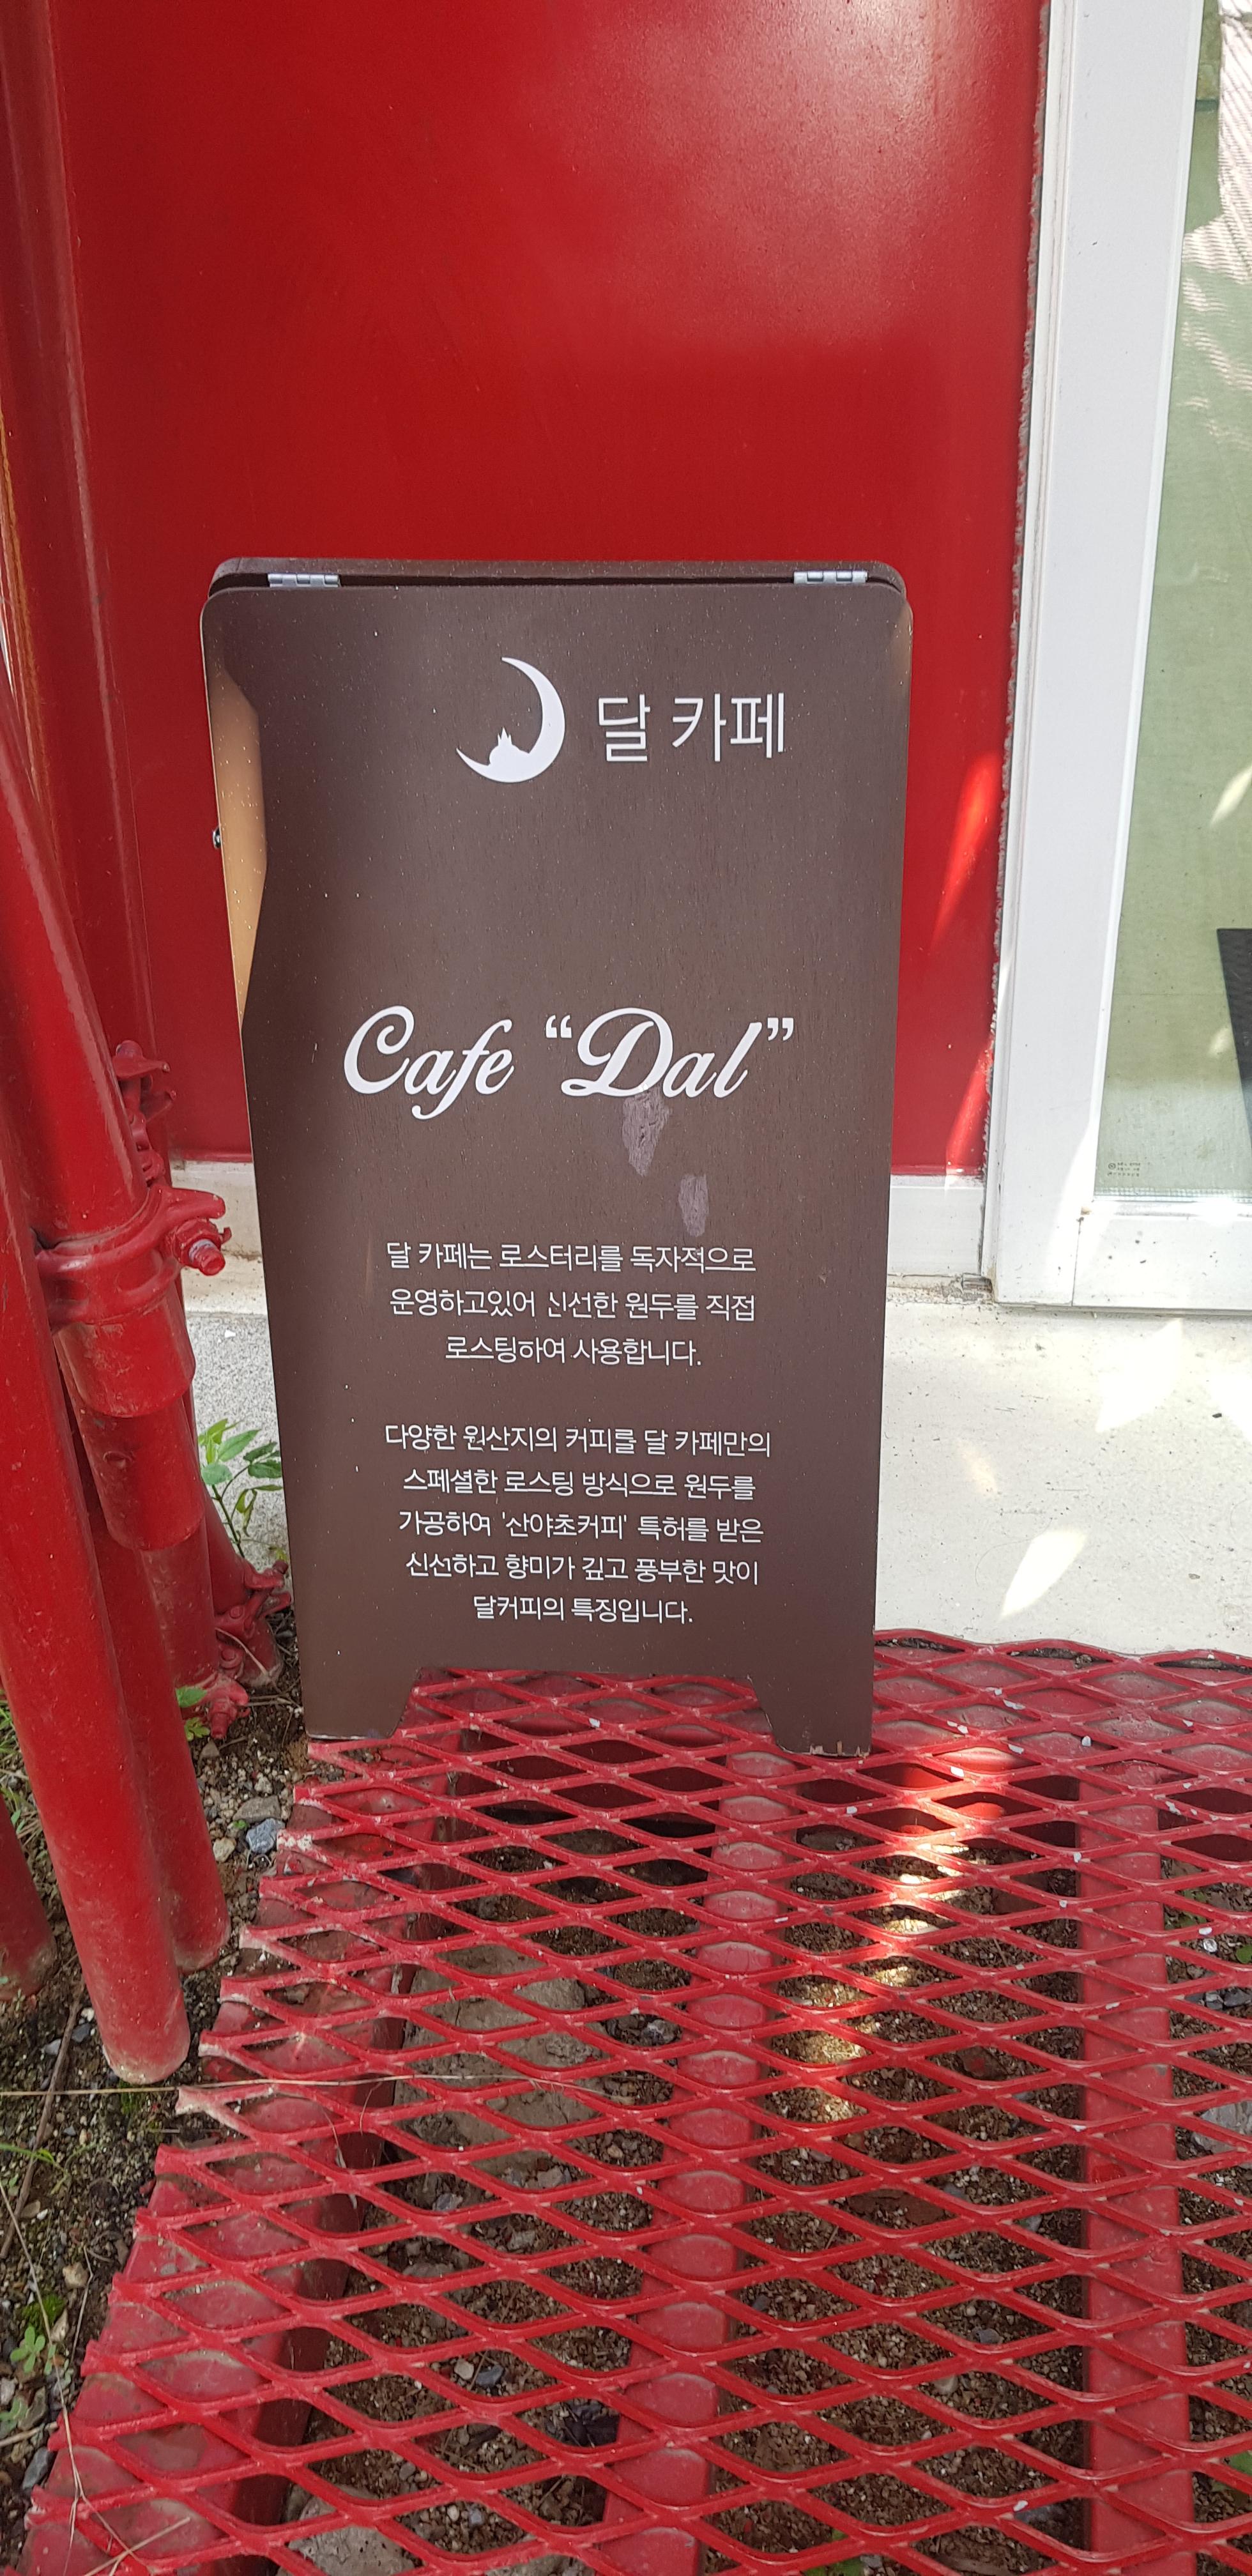 달 카페
Cafe “Dal”
달 카페는 로스터리를 독자적으로
운영하고있어 신선한 원두를 직접
로스팅하여 사용합니다.
다양한 원산지의 커피를 달 카페만의
스페셜한 로스팅 방식으로 원두를
가공하여 '산야초커피' 특허를 받은
신선하고 향미가 깊고 풍부한 맛이
달커피의 특징입니다.